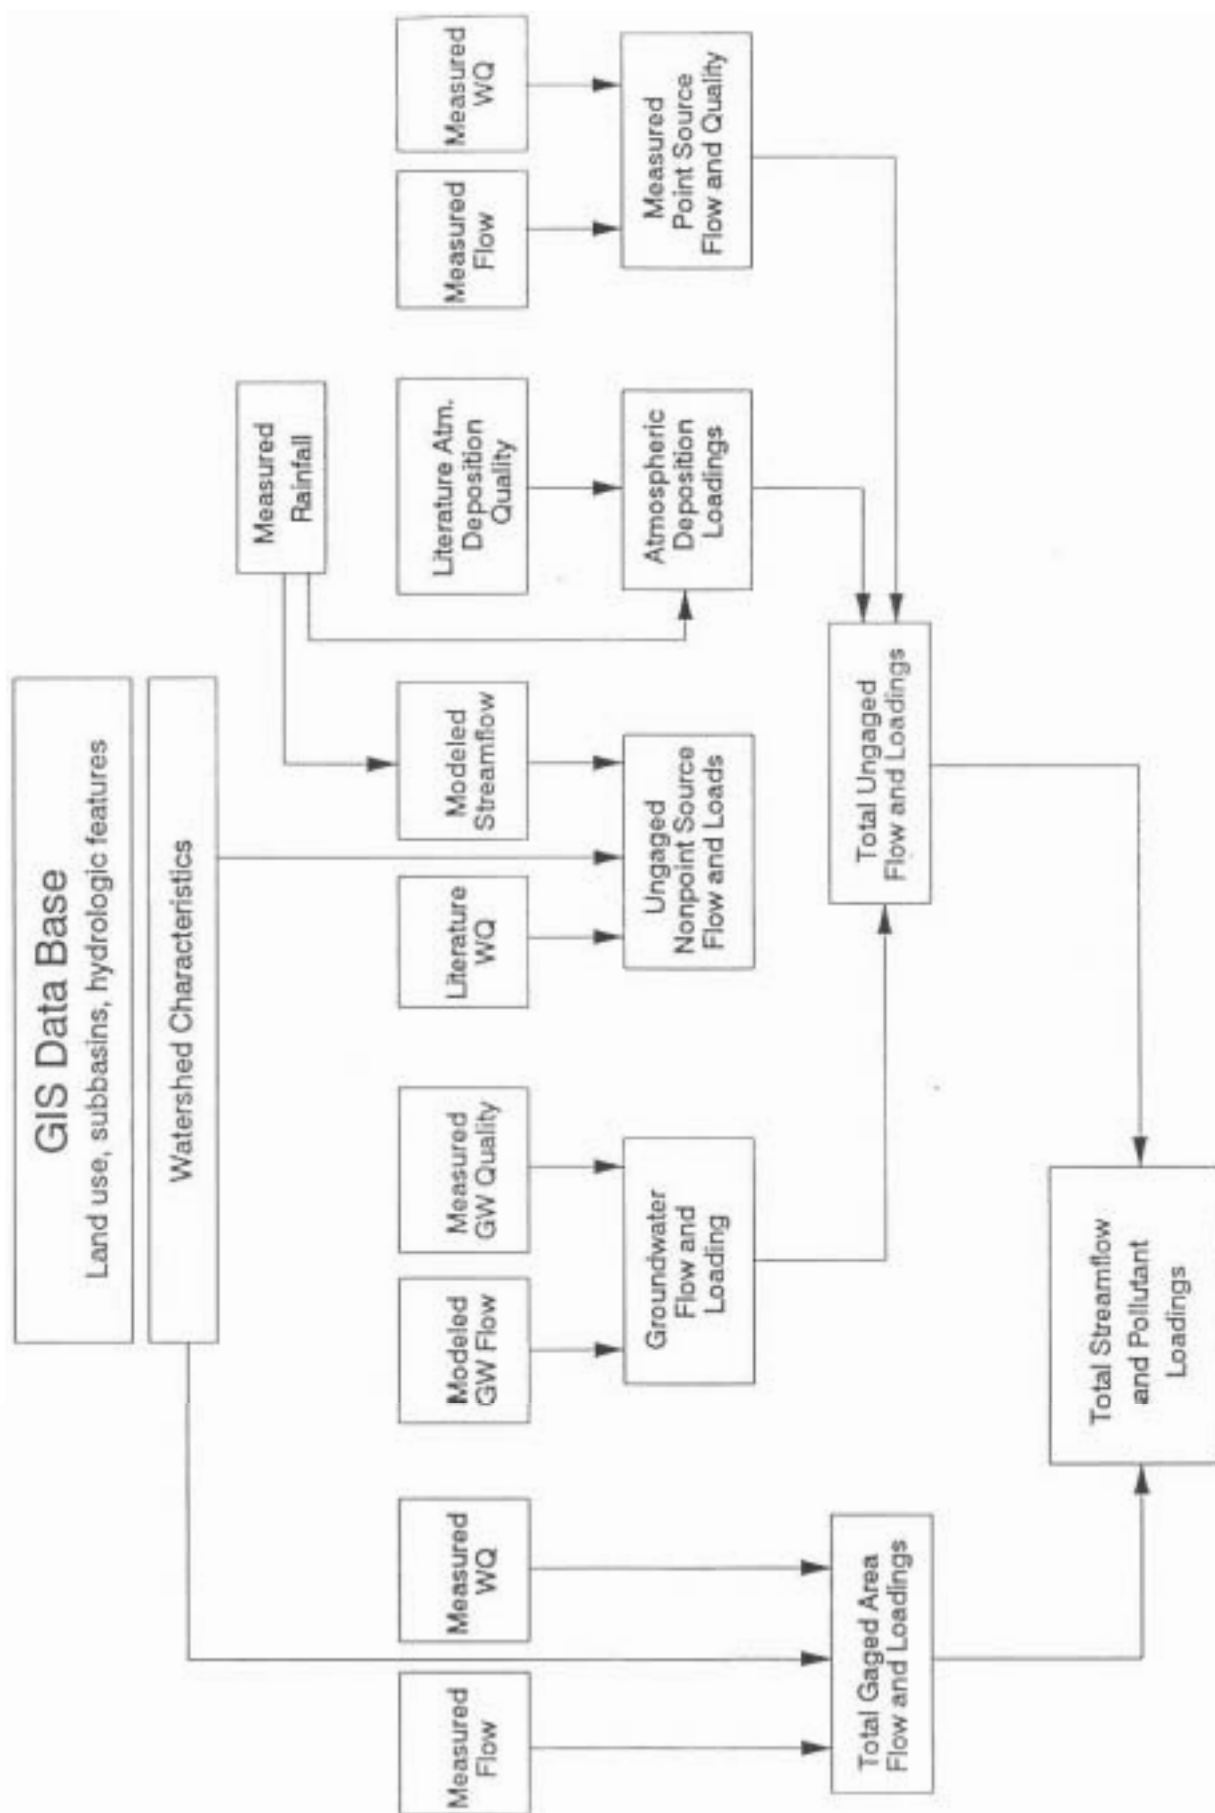 GIS Data Base
Land use, subbasins, hydrologic features
Watershed Characteristics
Measured
Rainfall
Measured
Flow
Measured
WQ
Modeled
GW Flow
Measured
GW Quality
Literature
WQ
Modeled
Streamflow
Literature Atm.
Deposition
Quality
Measured
Flow
Measured
WQ
Groundwater
Flow and
Loading
Ungaged
Nonpoint Source
Flow and Loads
Atmospheric
Deposition
Loadings
Measured
Point Source
Flow and Quality
Total Gaged Area
Flow and Loadings
Total Ungaged
Flow and Loadings
Total Streamflow
and Pollutant
Loadings